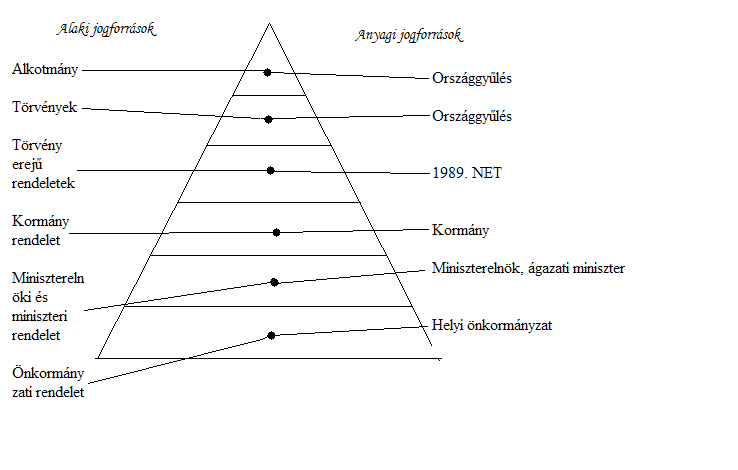 Alaki jogforrások
Anyagi jogforrások
Alkotmány
Országgyűlés
Törvények
Országgyűlés
Törvény
erejű
rendeletek
1989. NET
Kormány
rendelet
Kormány
Minisztereln
öki és
miniszteri
rendelet
Miniszterelnök, ágazati miniszter
Önkormány
zati rendelet
Helyi önkormányzat